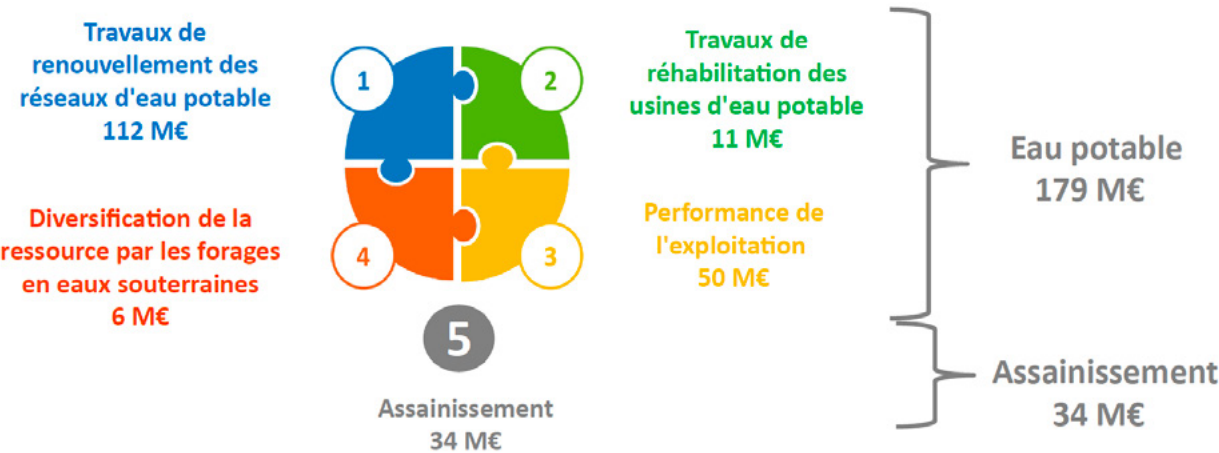 Travaux de
renouvellement des
réseaux d'eau potable
112 M€
1
2
Travaux de
réhabilitation des
usines d'eau potable
11 M€
Diversification de la
ressource par les forages
en eaux souterraines
6 M€
4
3
Performance de
l'exploitation
50 M€
5
Assainissement
34 M€
Eau potable
179 M€
Assainissement
34 M€